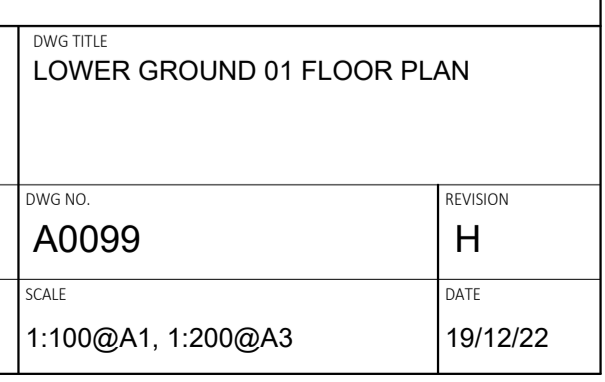 DWG TITLE
LOWER GROUND 01 FLOOR PLAN
DWG NO.
A0099
REVISION
H
SCALE
1:100@A1, 1:200@A3
DATE
19/12/22